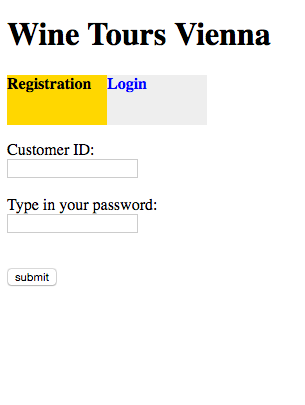 Wine Tours Vienna
Registration Login
Customer ID:
Type in your password:
submit